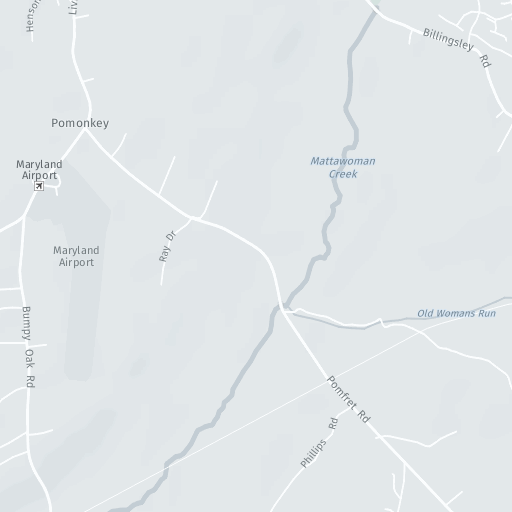 Billingsley Rd
Pomonkey
Maryland
Airport
Mattawoman
Creek
Ray Dr
Maryland
Airport
Bumpy Oak Rd
Old Womans Run
Pomfret Rd
Phillips Rd